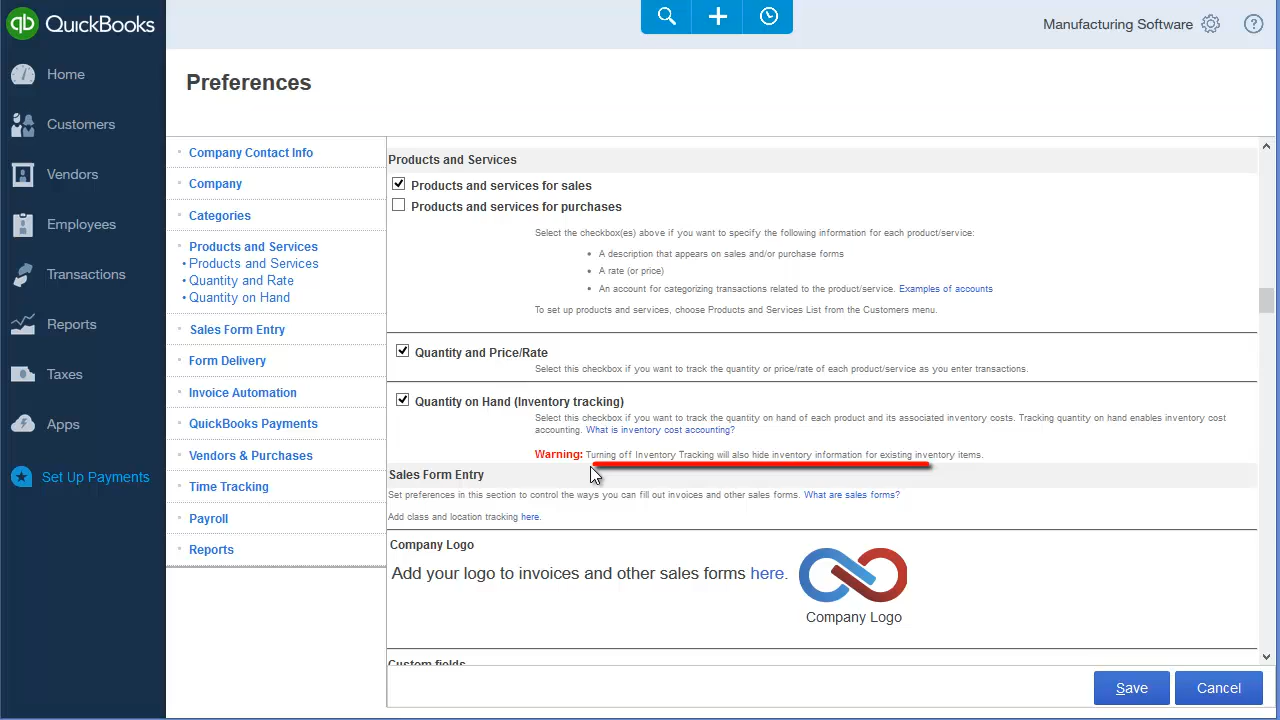 qb QuickBooks
Manufacturing Software
?
Home
Customers
Vendors
Employees
Transactions
Reports
Taxes
Apps
Set Up Payments
Preferences
Company Contact Info
Company
Categories
Products and Services
• Products and Services
• Quantity and Rate
• Quantity on Hand
Sales Form Entry
Form Delivery
Invoice Automation
QuickBooks Payments
Vendors & Purchases
Time Tracking
Payroll
Reports
Products and Services
Products and services for sales
Products and services for purchases
Select the checkbox(es) above if you want to specify the following information for each product/service:
• A description that appears on sales and/or purchase forms
• A rate (or price)
• An account for categorizing transactions related to the product/service. Examples of accounts
To set up products and services, choose Products and Services List from the Customers menu.
Quantity and Price/Rate
Select this checkbox if you want to track the quantity or price/rate of each product/service as you enter transactions.
Quantity on Hand (Inventory tracking)
Select this checkbox if you want to track the quantity on hand of each product and its associated inventory costs. Tracking quantity on hand enables inventory cost
accounting. What is inventory cost accounting?
Warning: Turning off Inventory Tracking will also hide inventory information for existing inventory items.
Sales Form Entry
Set preferences in this section to control the ways you can fill out invoices and other sales forms. What are sales forms?
Add class and location tracking here.
Company Logo
Add your logo to invoices and other sales forms here.
Company Logo
Custom fields
Save
Cancel